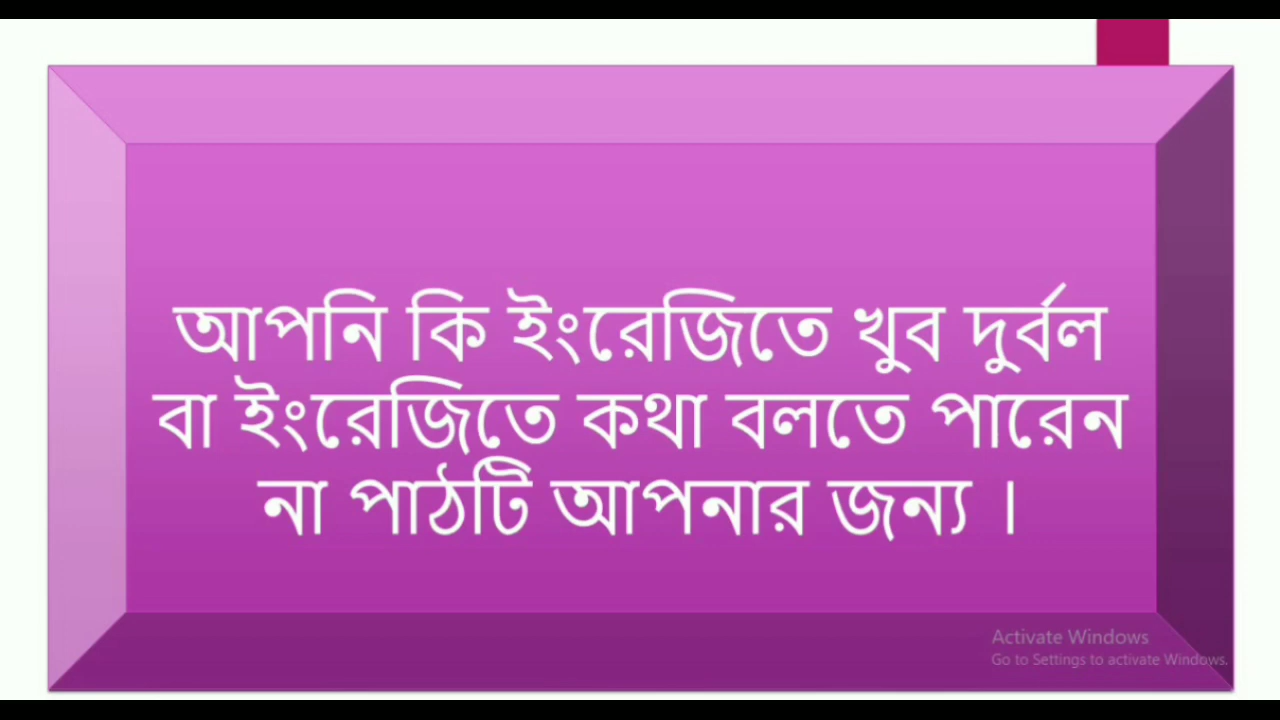 আপনি কি ইংরেজিতে খুব দুর্বল
বা ইংরেজিতে কথা বলতে পারেন
না পাঠটি আপনার জন্য ।
Activate Windows
Go to Settings to activate Windows.